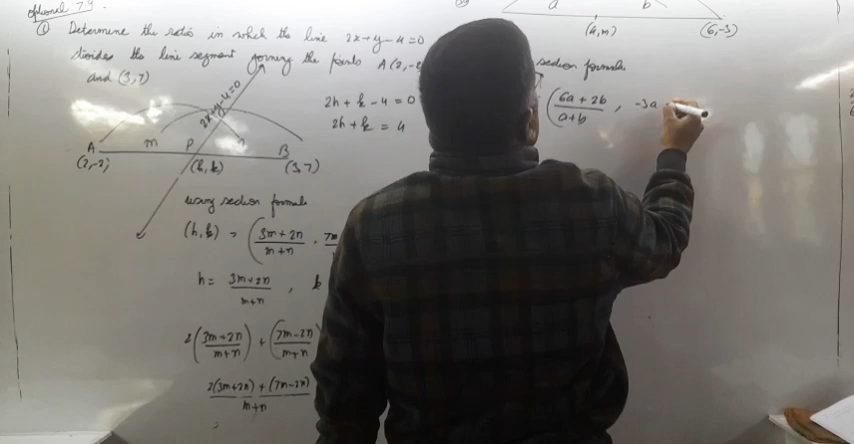 optional 7.4
① Determine the ratio in which the line 2x+y-4=0
divides the line segment joining the points A(2,-2
and (3,7)
2x+y-4=0
A
m
P
n
B
(2,-2)
(h,k)
(3,7)
2h + k - 4 = 0
2h + k = 4
using section formula
(h,k) = (3m+2n/m+n , 7m
h = 3m+2n/m+n , k
2(3m+2n/m+n) + (7m-2n/m+n)
2(3m+2n) + (7m-2n)/m+n
a
b
(4,m)
(6,-3)
section formula
(6a + 2b/a+b , -3a